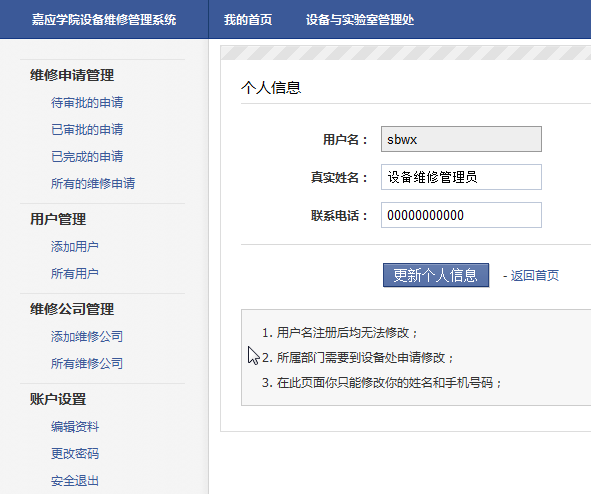 嘉应学院设备维修管理系统 我的首页 设备与实验室管理处
维修申请管理
待审批的申请
已审批的申请
已完成的申请
所有的维修申请
用户管理
添加用户
所有用户
维修公司管理
添加维修公司
所有维修公司
账户设置
编辑资料
更改密码
安全退出
个人信息
用户名： sbwx
真实姓名： 设备维修管理员
联系电话： 00000000000
更新个人信息 - 返回首页
1. 用户名注册后均无法修改；
2. 所属部门需要到设备处申请修改；
3. 在此页面你只能修改你的姓名和手机号码；